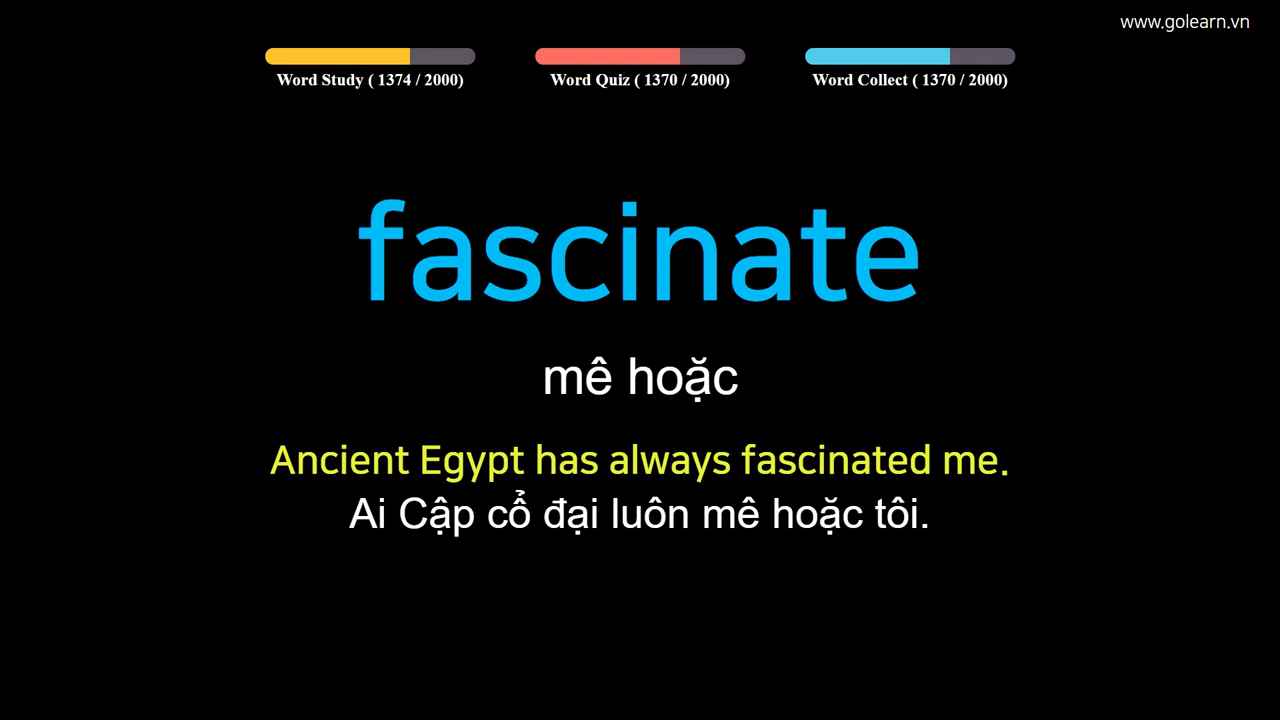 www.golearn.vn
Word Study ( 1374 / 2000) Word Quiz ( 1370 / 2000) Word Collect ( 1370 / 2000)
fascinate
mê hoặc
Ancient Egypt has always fascinated me.
Ai Cập cổ đại luôn mê hoặc tôi.